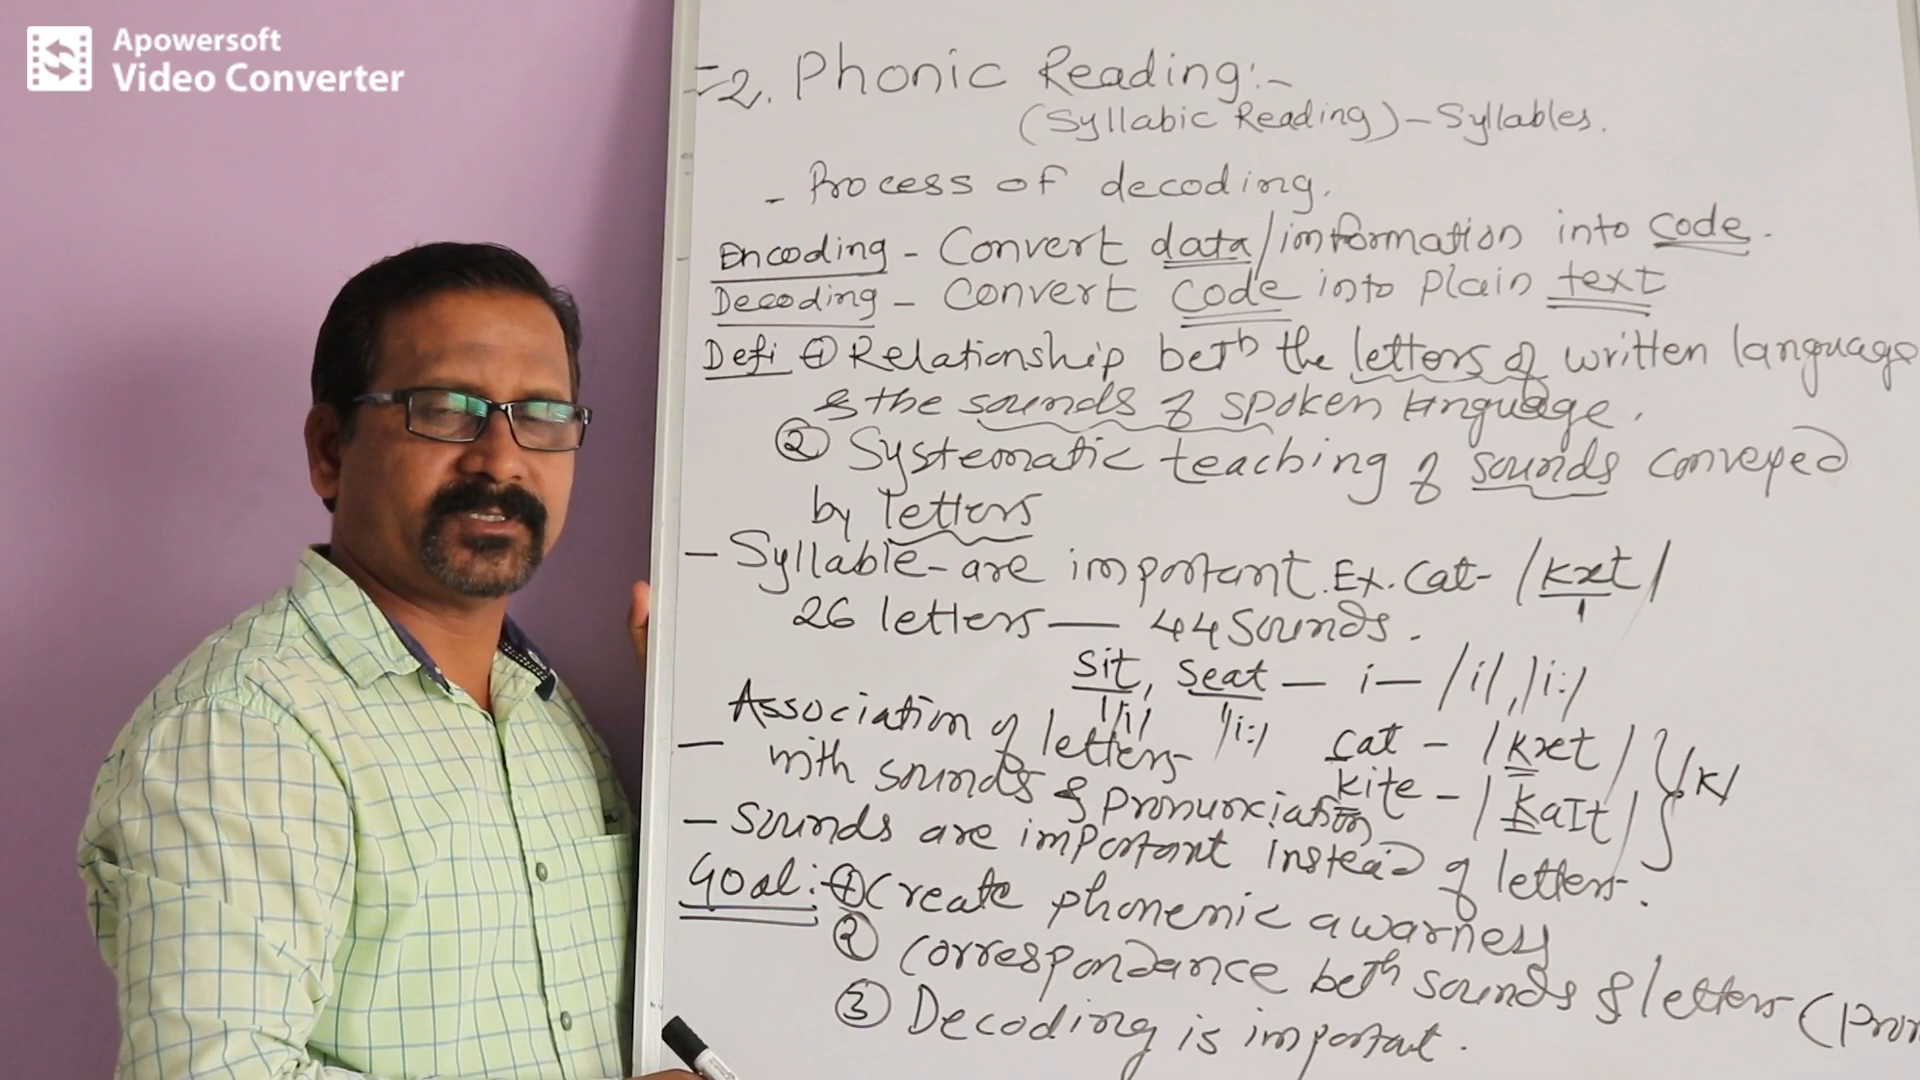 Apowersoft
Video Converter
2. Phonic Reading:-
(Syllabic Reading) - Syllables.
- Process of decoding.
Encoding - Convert data/information into code.
Decoding - Convert code into plain text
Defi ① Relationship betn the letters of written language
& the sounds of spoken language.
② Systematic teaching of sounds conveyed
by letters
- Syllable - are important. Ex. Cat - /kæt/
26 letters — 44 Sounds.
Sit, Seat — i — /i/, /i:/
/i/ /i:/
- Association of letters
with sounds & pronunciation
cat - /kæt/
kite - /kaIt/ } /k/
- Sounds are important instead of letters.
Goal: ① Create phonemic awarness
② Correspondance beth sounds & letters (Pron
③ Decoding is important.